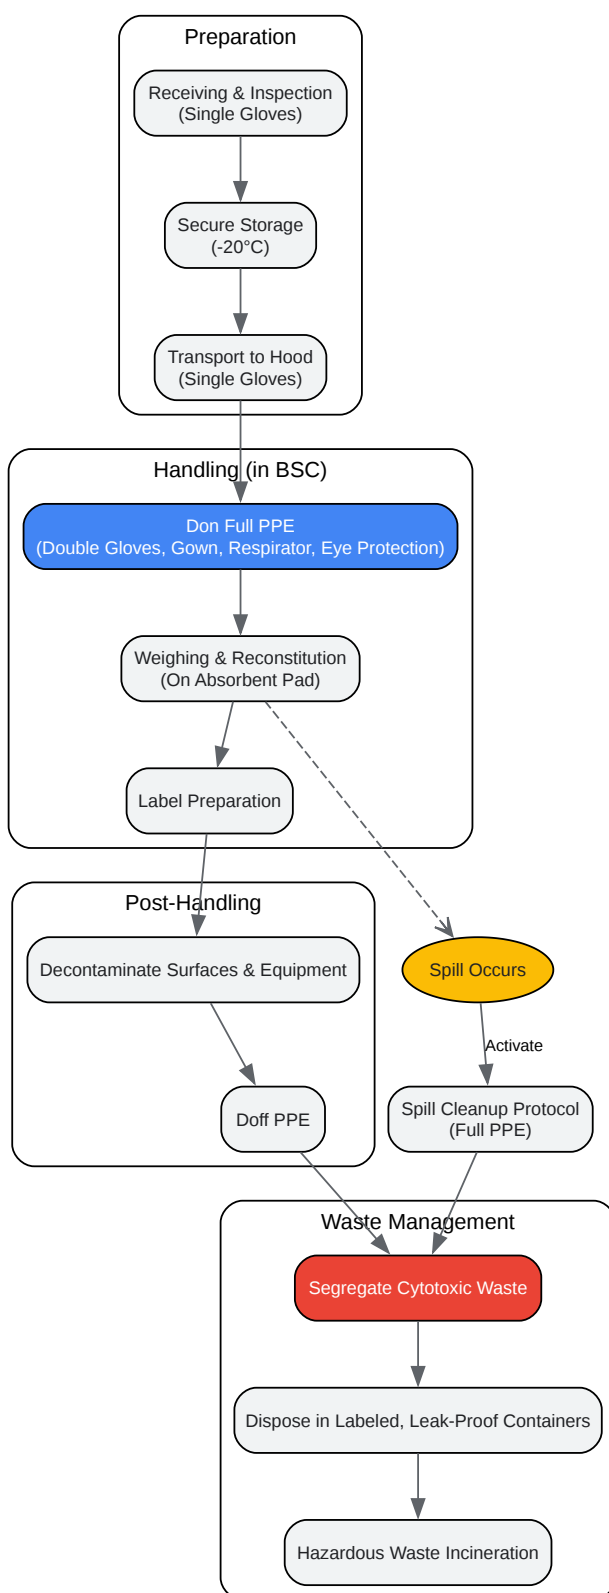 Preparation
Receiving & Inspection
(Single Gloves)
Secure Storage
(-20°C)
Transport to Hood
(Single Gloves)
Handling (in BSC)
Don Full PPE
(Double Gloves, Gown, Respirator, Eye Protection)
Weighing & Reconstitution
(On Absorbent Pad)
Label Preparation
Post-Handling
Decontaminate Surfaces & Equipment
Spill Occurs
Activate
Doff PPE
Spill Cleanup Protocol
(Full PPE)
Waste Management
Segregate Cytotoxic Waste
Dispose in Labeled, Leak-Proof Containers
Hazardous Waste Incineration